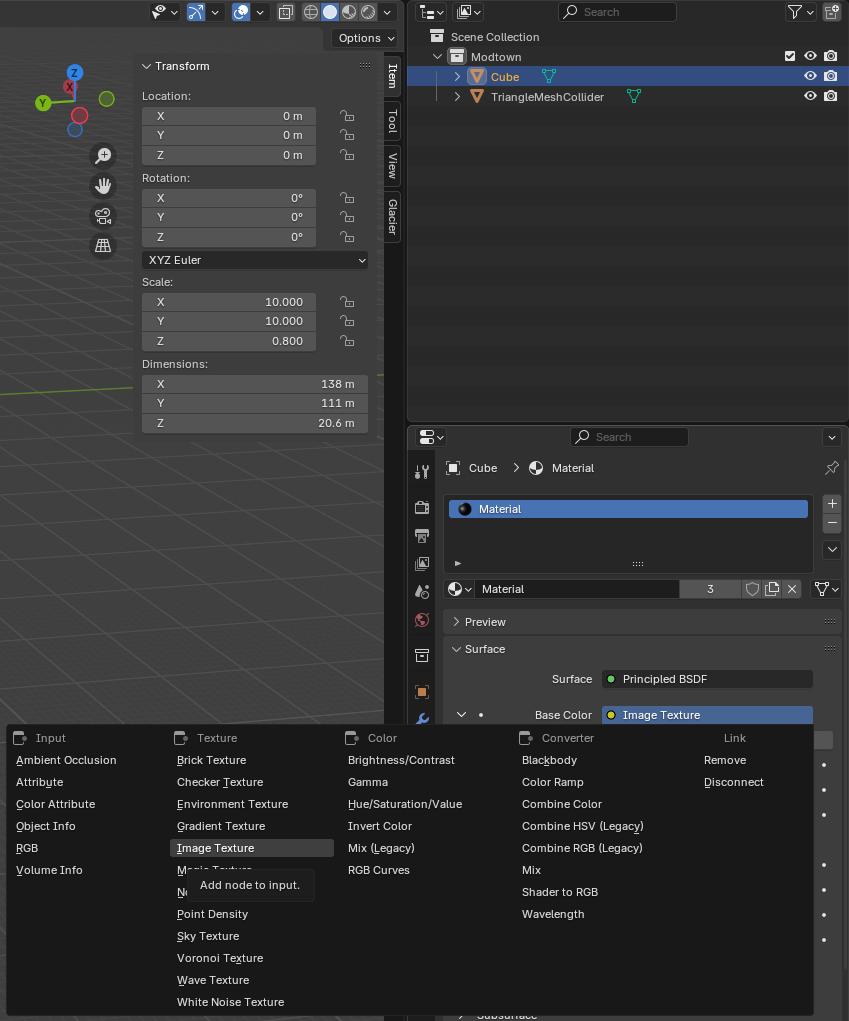 Search
Options
Scene Collection
Modtown
Cube
TriangleMeshCollider
Z
X
Y
Transform
Location:
X 0 m
Y 0 m
Z 0 m
Rotation:
X 0°
Y 0°
Z 0°
XYZ Euler
Scale:
X 10.000
Y 10.000
Z 0.800
Dimensions:
X 138 m
Y 111 m
Z 20.6 m
Item
Tool
View
Glacier
Search
Cube Material
Material
Material 3
Preview
Surface
Surface Principled BSDF
Base Color Image Texture
Input
Ambient Occlusion
Attribute
Color Attribute
Object Info
RGB
Volume Info
Texture
Brick Texture
Checker Texture
Environment Texture
Gradient Texture
Image Texture
Magic Texture
Add node to input.
Point Density
Sky Texture
Voronoi Texture
Wave Texture
White Noise Texture
Color
Brightness/Contrast
Gamma
Hue/Saturation/Value
Invert Color
Mix (Legacy)
RGB Curves
Converter
Blackbody
Color Ramp
Combine Color
Combine HSV (Legacy)
Combine RGB (Legacy)
Mix
Shader to RGB
Wavelength
Link
Remove
Disconnect
Subsurface